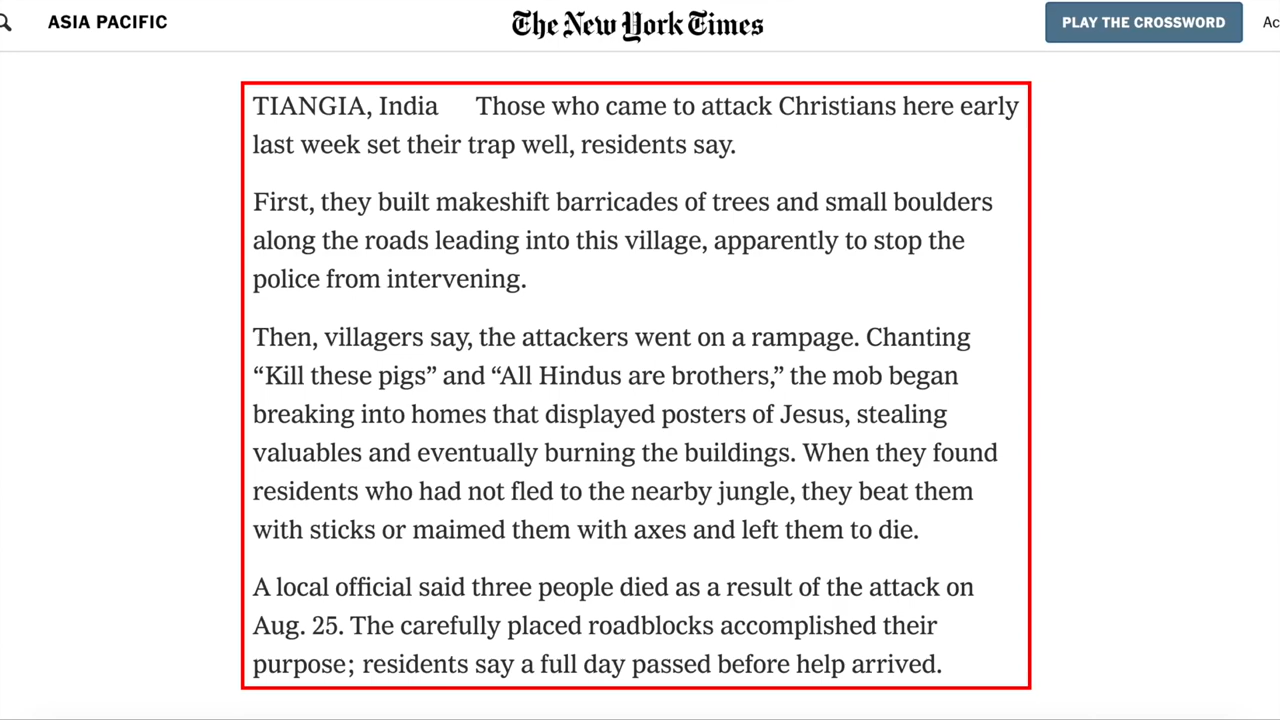 ASIA PACIFIC The New York Times PLAY THE CROSSWORD Ac
TIANGIA, India Those who came to attack Christians here early
last week set their trap well, residents say.
First, they built makeshift barricades of trees and small boulders
along the roads leading into this village, apparently to stop the
police from intervening.
Then, villagers say, the attackers went on a rampage. Chanting
“Kill these pigs” and “All Hindus are brothers,” the mob began
breaking into homes that displayed posters of Jesus, stealing
valuables and eventually burning the buildings. When they found
residents who had not fled to the nearby jungle, they beat them
with sticks or maimed them with axes and left them to die.
A local official said three people died as a result of the attack on
Aug. 25. The carefully placed roadblocks accomplished their
purpose; residents say a full day passed before help arrived.